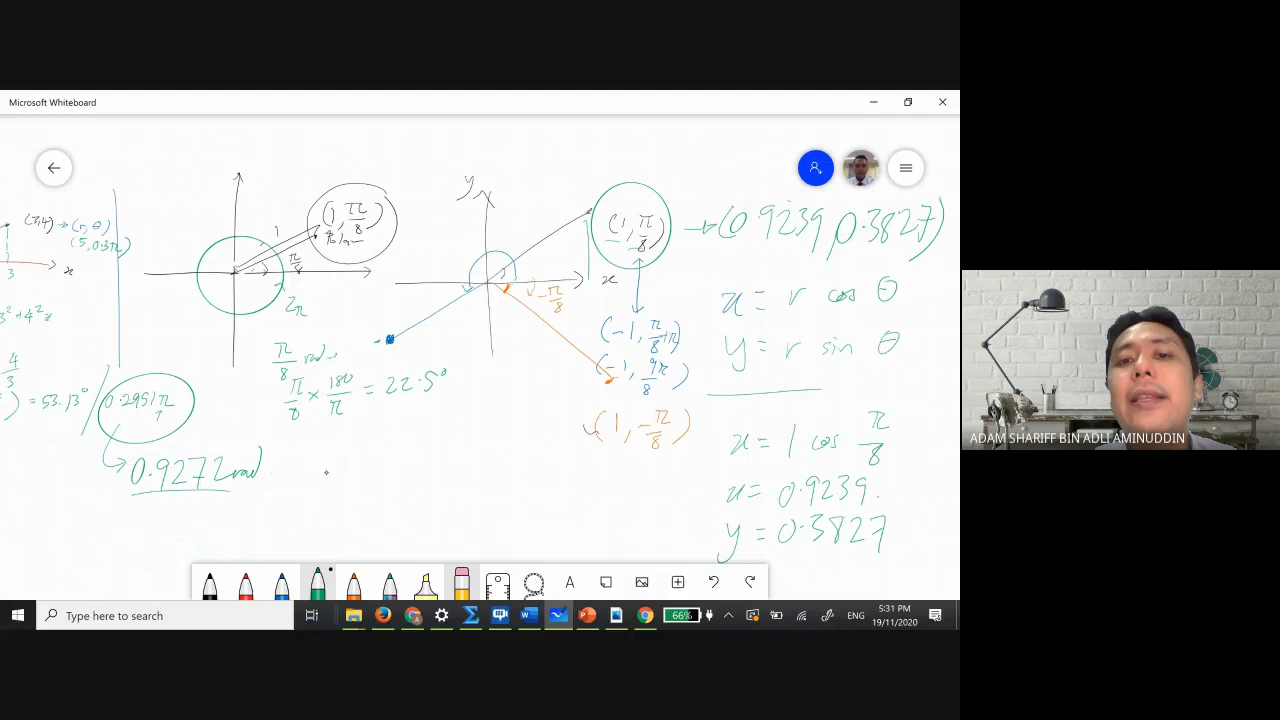 Microsoft Whiteboard
(3,4) → (r, θ)
(5, 0.3π)
3
x
3² + 4² =
4
3
) = 53.13° / 0.2951π
0.9272 rad
1
(1, π/8)
π/8
2π
π/8 rad
π/8 × 180/π = 22.5°
y
x
(1, π/8)
-π/8
(-1, π/8+π)
(-1, 9π/8)
(1, -π/8)
→ (0.9239, 0.3827)
x = r cos θ
y = r sin θ
x = 1 cos π/8
x = 0.9239.
y = 0.3827
ADAM SHARIFF BIN ADLI AMINUDDIN
Type here to search
66%
ENG
5:31 PM
19/11/2020